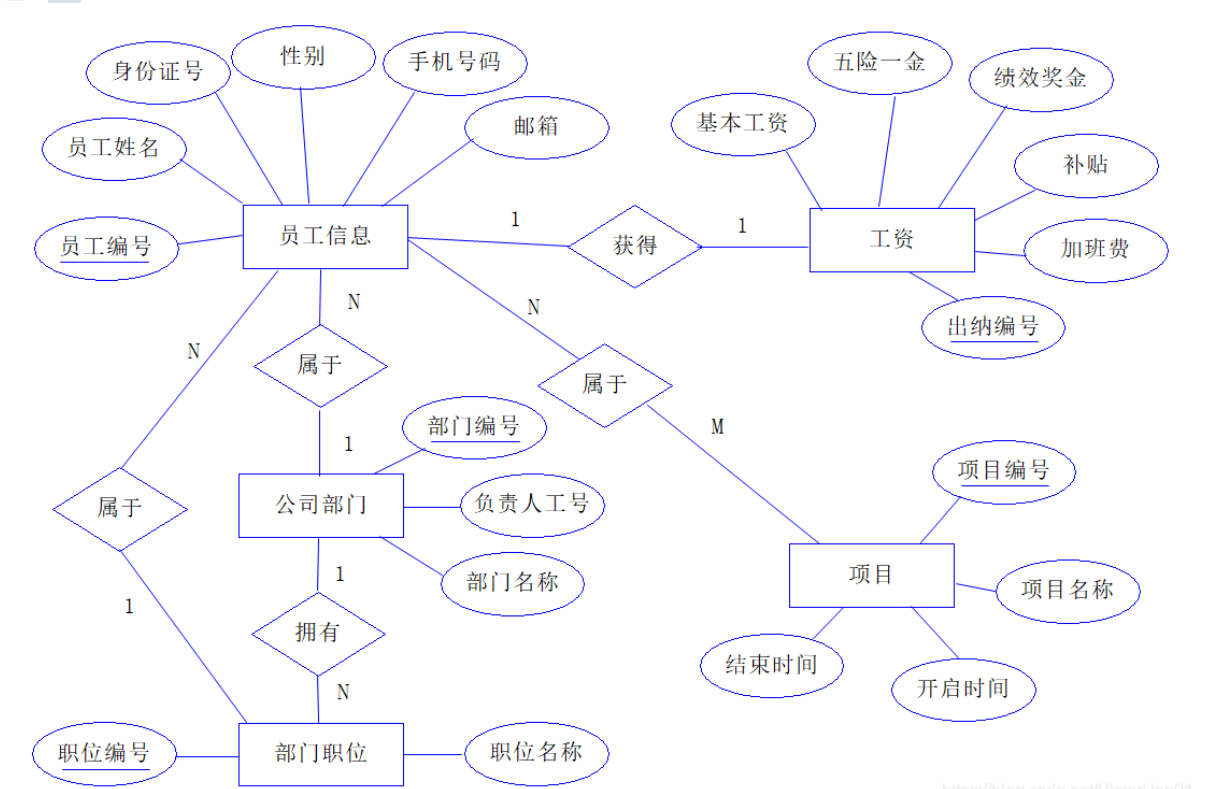 性别
五险一金
手机号码
身份证号
绩效奖金
基本工资
邮箱
员工姓名
补贴
1
1
员工信息
工资
员工编号
获得
加班费
N
N
出纳编号
N
属于
属于
M
部门编号
1
项目编号
公司部门
负责人工号
属于
1
项目
部门名称
项目名称
1
拥有
结束时间
开启时间
N
职位编号
部门职位
职位名称